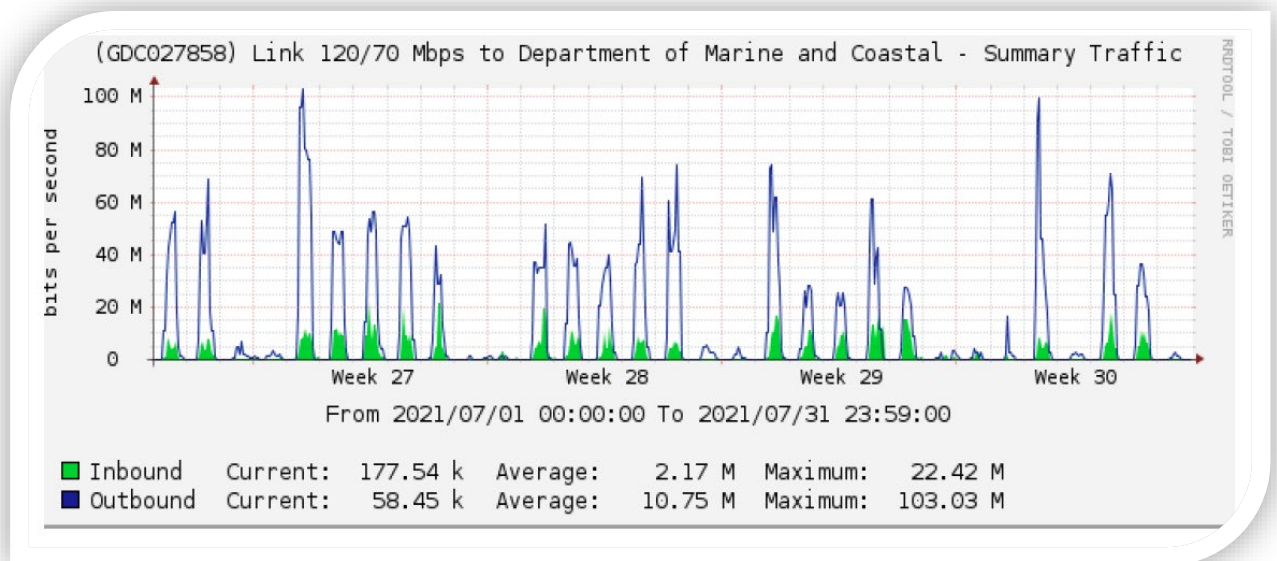 (GDC027858) Link 120/70 Mbps to Department of Marine and Coastal - Summary Traffic
RRDTOOL / TOBI OETIKER
bits per second
100 M
80 M
60 M
40 M
20 M
0
Week 27 Week 28 Week 29 Week 30
From 2021/07/01 00:00:00 To 2021/07/31 23:59:00
Inbound Current: 177.54 k Average: 2.17 M Maximum: 22.42 M
Outbound Current: 58.45 k Average: 10.75 M Maximum: 103.03 M